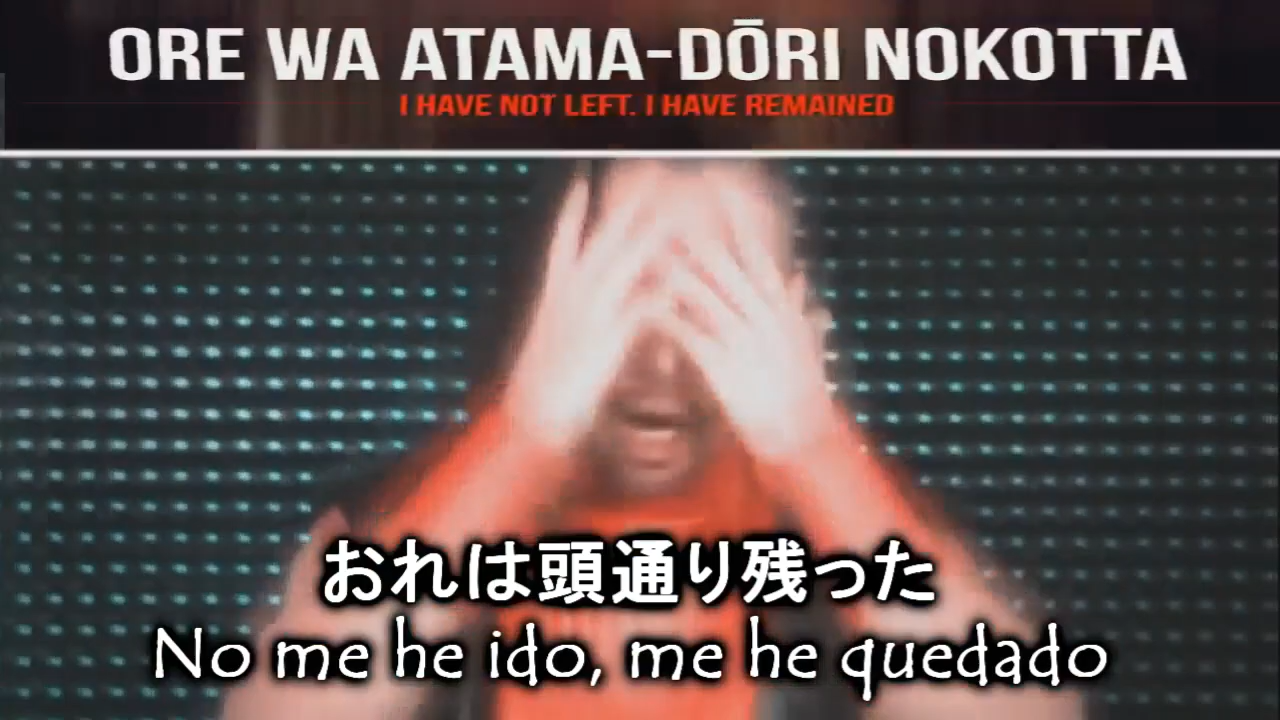 ORE WA ATAMA-DŌRI NOKOTTA
I HAVE NOT LEFT. I HAVE REMAINED
おれは頭通り残った
No me he ido, me he quedado